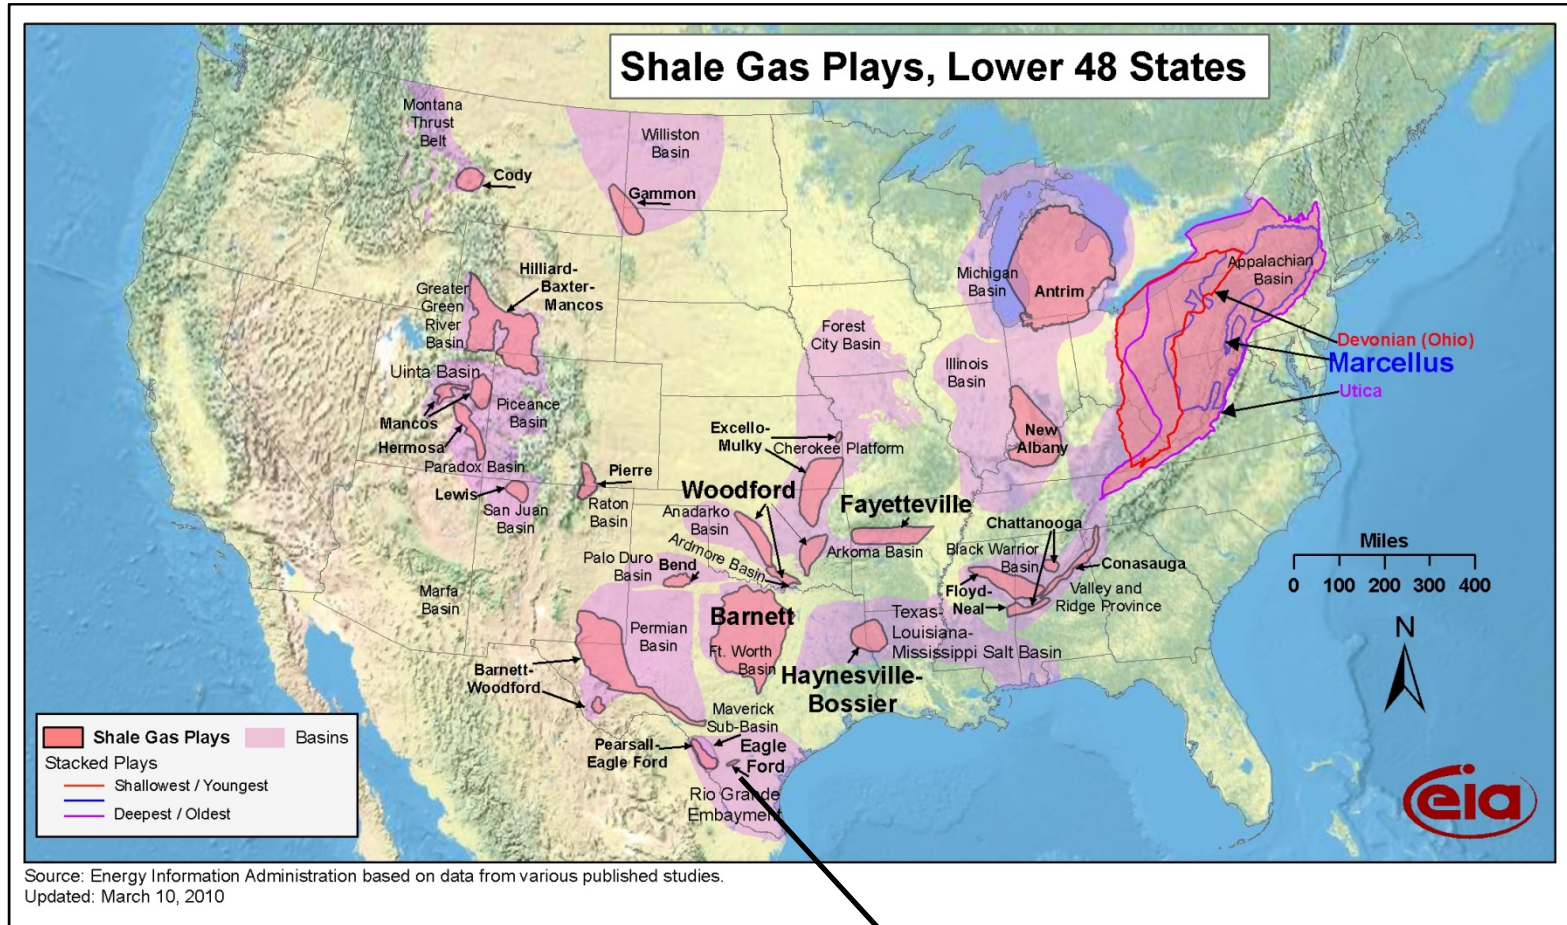 Shale Gas Plays, Lower 48 States
Montana
Thrust
Belt
Cody
Williston
Basin
Gammon
Hilliard-
Baxter-
Mancos
Greater
Green
River
Basin
Uinta Basin
Piceance
Basin
Mancos
Hermosa
Paradox Basin
Lewis
San Juan
Basin
Pierre
Raton
Basin
Forest
City Basin
Excello-
Mulky
Cherokee Platform
Michigan
Basin
Antrim
Illinois
Basin
New
Albany
Appalachian
Basin
Devonian (Ohio)
Marcellus
Utica
Woodford
Anadarko
Basin
Fayetteville
Arkoma Basin
Ardmore Basin
Palo Duro
Basin
Bend
Chattanooga
Black Warrior
Basin
Conasauga
Floyd-
Neal
Valley and
Ridge Province
Marfa
Basin
Permian
Basin
Barnett
Ft. Worth
Basin
Texas-
Louisiana-
Mississippi Salt Basin
Haynesville-
Bossier
Barnett-
Woodford
Maverick
Sub-Basin
Pearsall-
Eagle Ford
Eagle
Ford
Rio Grande
Embayment
Miles
0 100 200 300 400
N
Shale Gas Plays Basins
Stacked Plays
Shallowest / Youngest
Deepest / Oldest
eia
Source: Energy Information Administration based on data from various published studies.
Updated: March 10, 2010